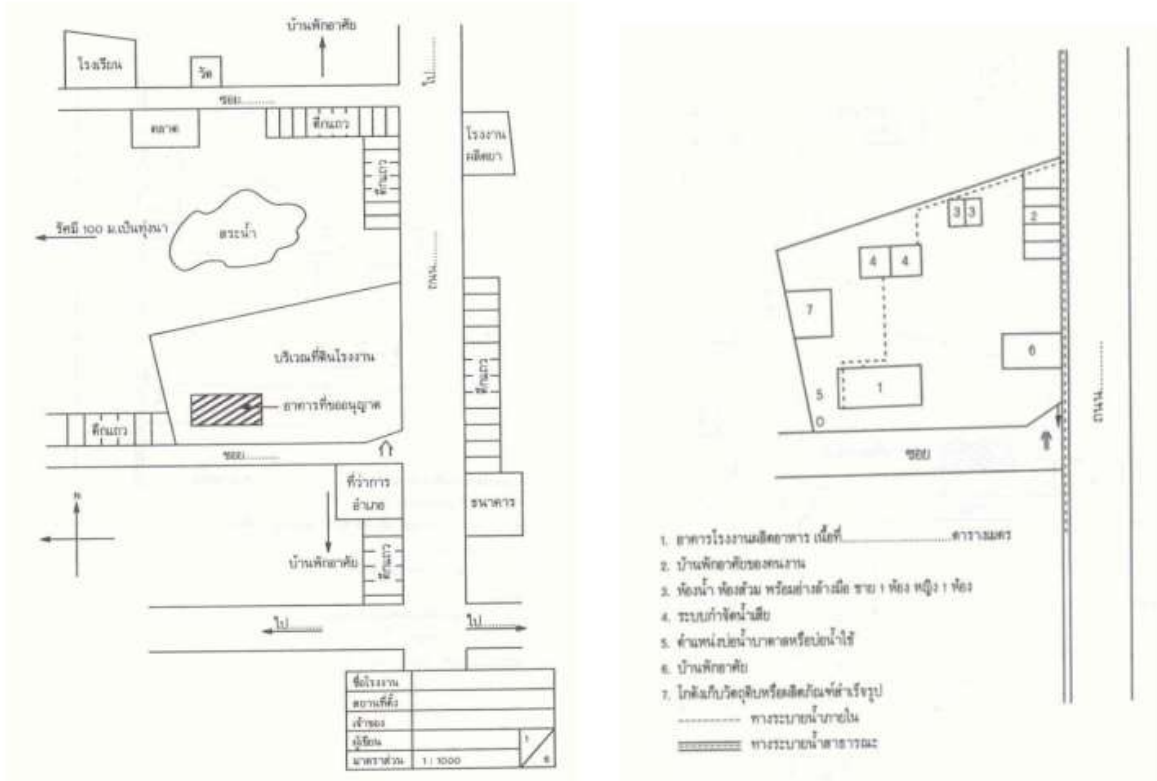 บ้านพักอาศัย
โรงเรียน
วัด
ไป.........
ซอย.........
ตลาด
ตึกแถว
โรงงาน
ผลิตยา
ตึกแถว
รัศมี 100 ม.เป็นทุ่งนา
สระน้ำ
ถนน.........
บริเวณที่ดินโรงงาน
ตึกแถว
อาคารที่ขออนุญาต
ตึกแถว
ซอย.........
ที่ว่าการ
อำเภอ
ธนาคาร
N
บ้านพักอาศัย
ตึกแถว
ไป.........
ไป.........
ชื่อโรงงาน
สถานที่ตั้ง
เจ้าของ
ผู้เขียน
มาตราส่วน 1 : 1000
1
6
3 3
2
4 4
7
6
5
1
ถนน.........
ซอย
1. อาคารโรงงานผลิตอาหาร เนื้อที่.........ตารางเมตร
2. บ้านพักอาศัยของคนงาน
3. ห้องน้ำ ห้องส้วม พร้อมอ่างล้างมือ ชาย 1 ห้อง หญิง 1 ห้อง
4. ระบบกำจัดน้ำเสีย
5. ตำแหน่งบ่อน้ำบาดาลหรือบ่อน้ำใช้
6. บ้านพักอาศัย
7. โกดังเก็บวัตถุดิบหรือผลิตภัณฑ์สำเร็จรูป
ทางระบายน้ำภายใน
ทางระบายน้ำสาธารณะ